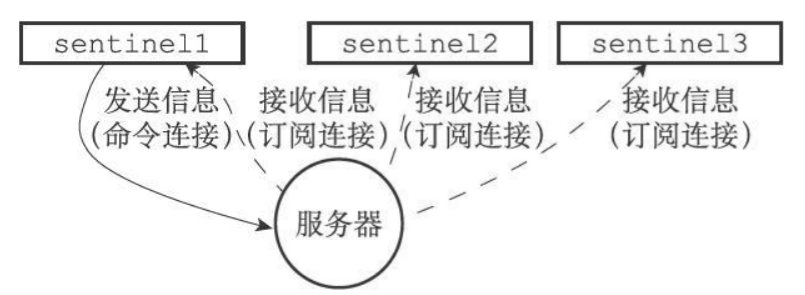 sentinel1 sentinel2 sentinel3
发送信息 接收信息 接收信息 接收信息
(命令连接) (订阅连接) (订阅连接) (订阅连接)
服务器